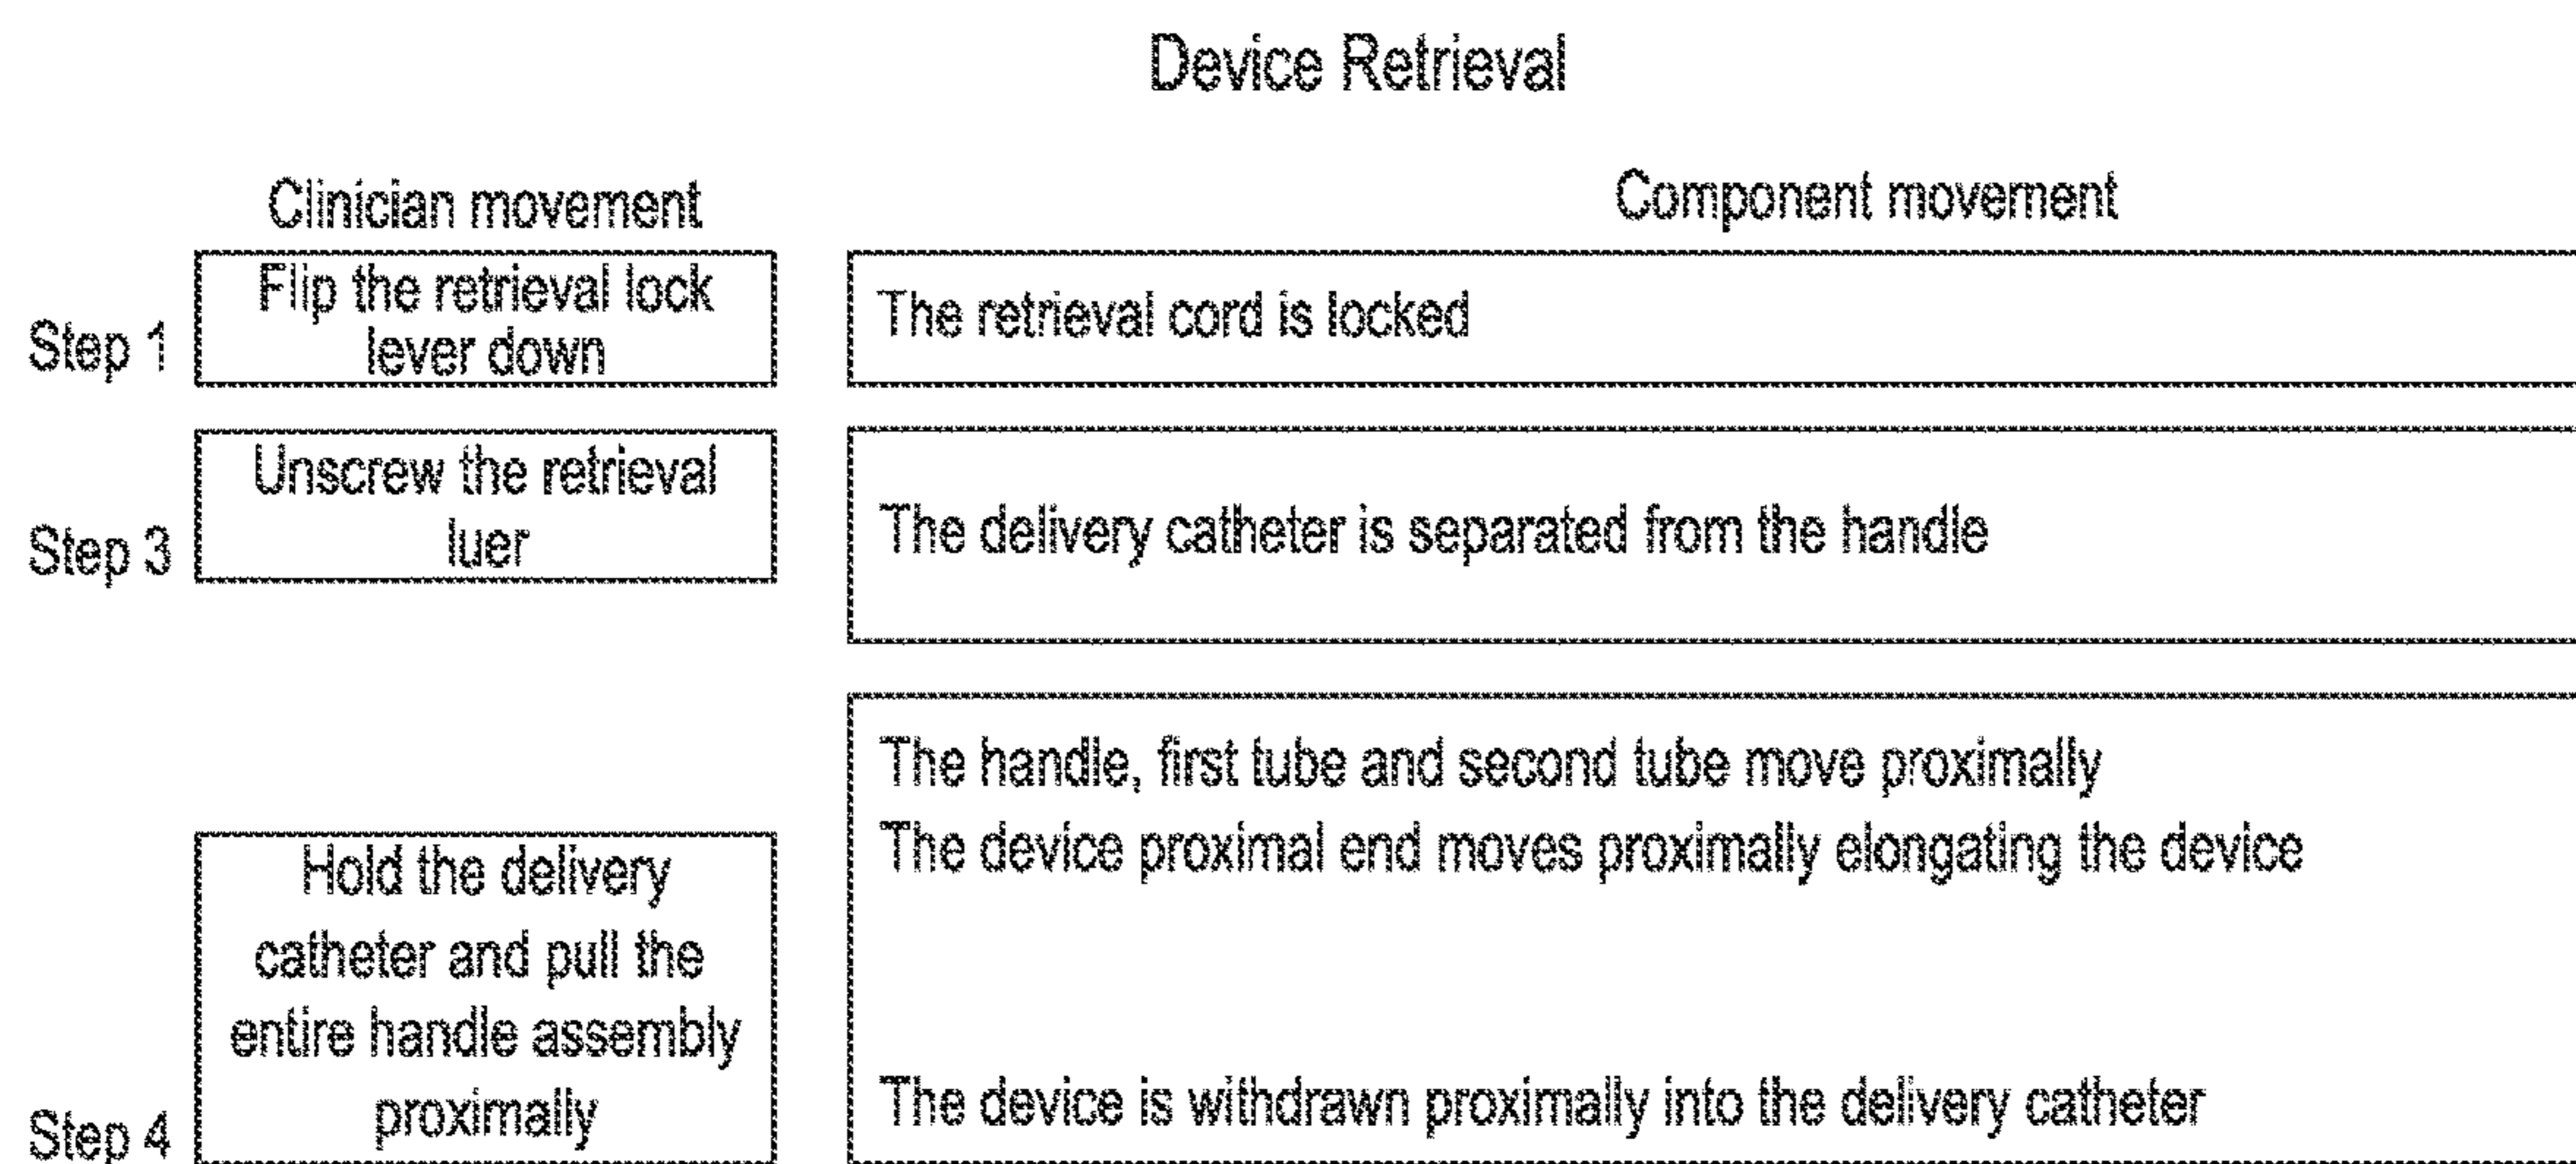 Device Retrieval
Clinician movement
Component movement
Step 1
Flip the retrieval lock
lever down
The retrieval cord is locked
Step 3
Unscrew the retrieval
luer
The delivery catheter is separated from the handle
Step 4
Hold the delivery
catheter and pull the
entire handle assembly
proximally
The handle, first tube and second tube move proximally
The device proximal end moves proximally elongating the device
The device is withdrawn proximally into the delivery catheter